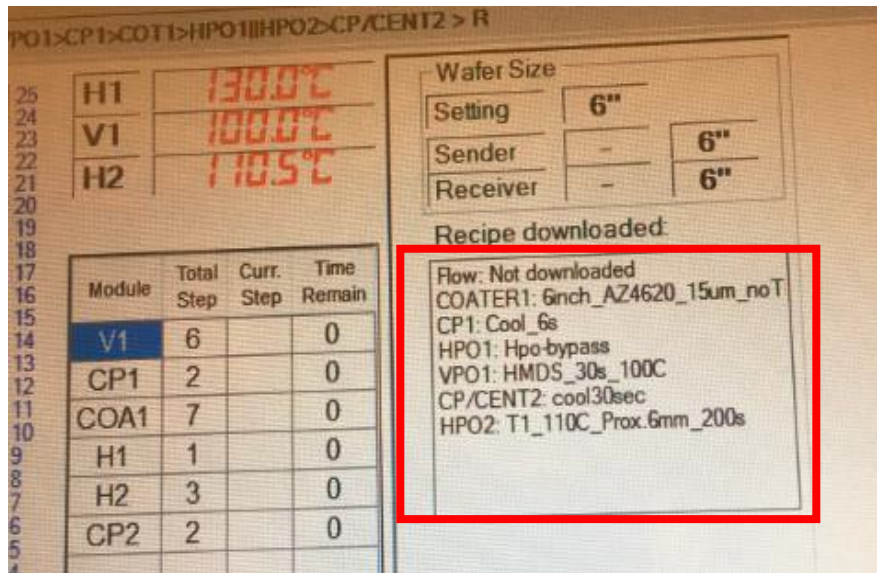 PO1>CP1>COT1>HPO1||HPO2>CP/CENT2 > R
25
24
23
22
21
20
19
18
17
16
15
14
13
12
11
10
9
8
7
6
5
H1 130.0°C
V1 100.0°C
H2 110.5°C
Wafer Size
Setting 6"
Sender - 6"
Receiver - 6"
Recipe downloaded:
Flow: Not downloaded
COATER1: 6inch_AZ4620_15um_noT
CP1: Cool_6s
HPO1: Hpo-bypass
VPO1: HMDS_30s_100C
CP/CENT2: cool30sec
HPO2: T1_110C_Prox.6mm_200s
Module Total Step Curr. Step Time Remain
V1 6 0
CP1 2 0
COA1 7 0
H1 1 0
H2 3 0
CP2 2 0